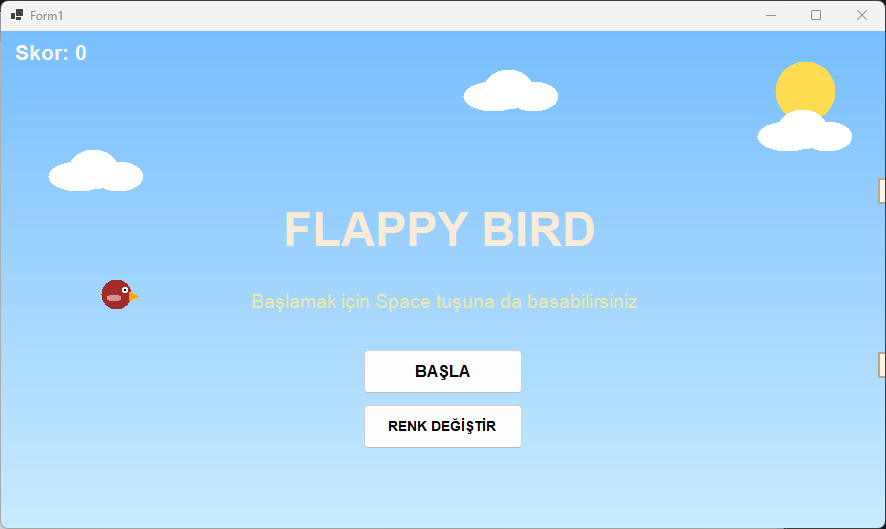 Form1
Skor: 0
FLAPPY BIRD
Başlamak için Space tuşuna da basabilirsiniz
BAŞLA
RENK DEĞİŞTİR